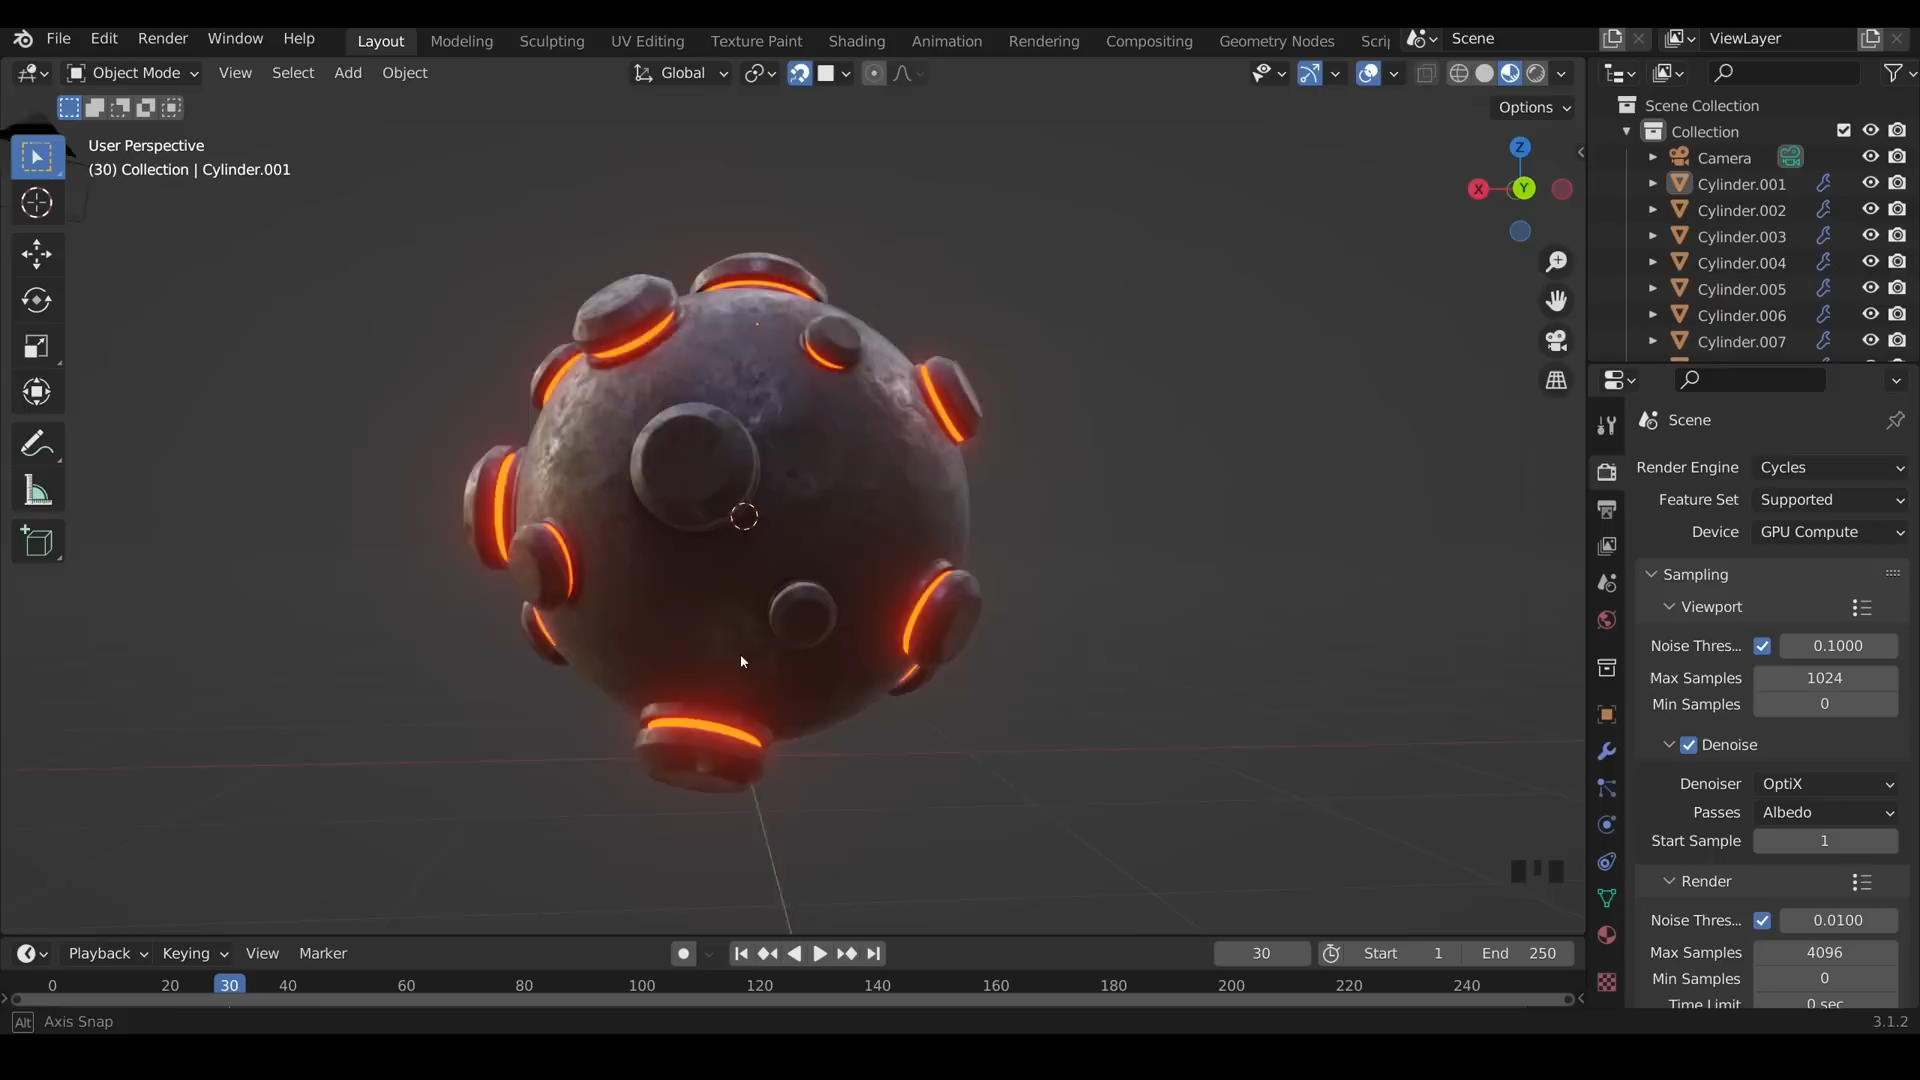 File Edit Render Window Help Layout Modeling Sculpting UV Editing Texture Paint Shading Animation Rendering Compositing Geometry Nodes Scrip Scene ViewLayer
Object Mode View Select Add Object Global
Options
User Perspective
(30) Collection | Cylinder.001
Z
X Y
Scene Collection
Collection
Camera
Cylinder.001
Cylinder.002
Cylinder.003
Cylinder.004
Cylinder.005
Cylinder.006
Cylinder.007
Scene
Render Engine Cycles
Feature Set Supported
Device GPU Compute
Sampling
Viewport
Noise Thres... 0.1000
Max Samples 1024
Min Samples 0
Denoise
Denoiser OptiX
Passes Albedo
Start Sample 1
Render
Noise Thres... 0.0100
Max Samples 4096
Min Samples 0
Time Limit 0 sec
Playback Keying View Marker 30 Start 1 End 250
0 20 30 40 60 80 100 120 140 160 180 200 220 240
Alt Axis Snap 3.1.2